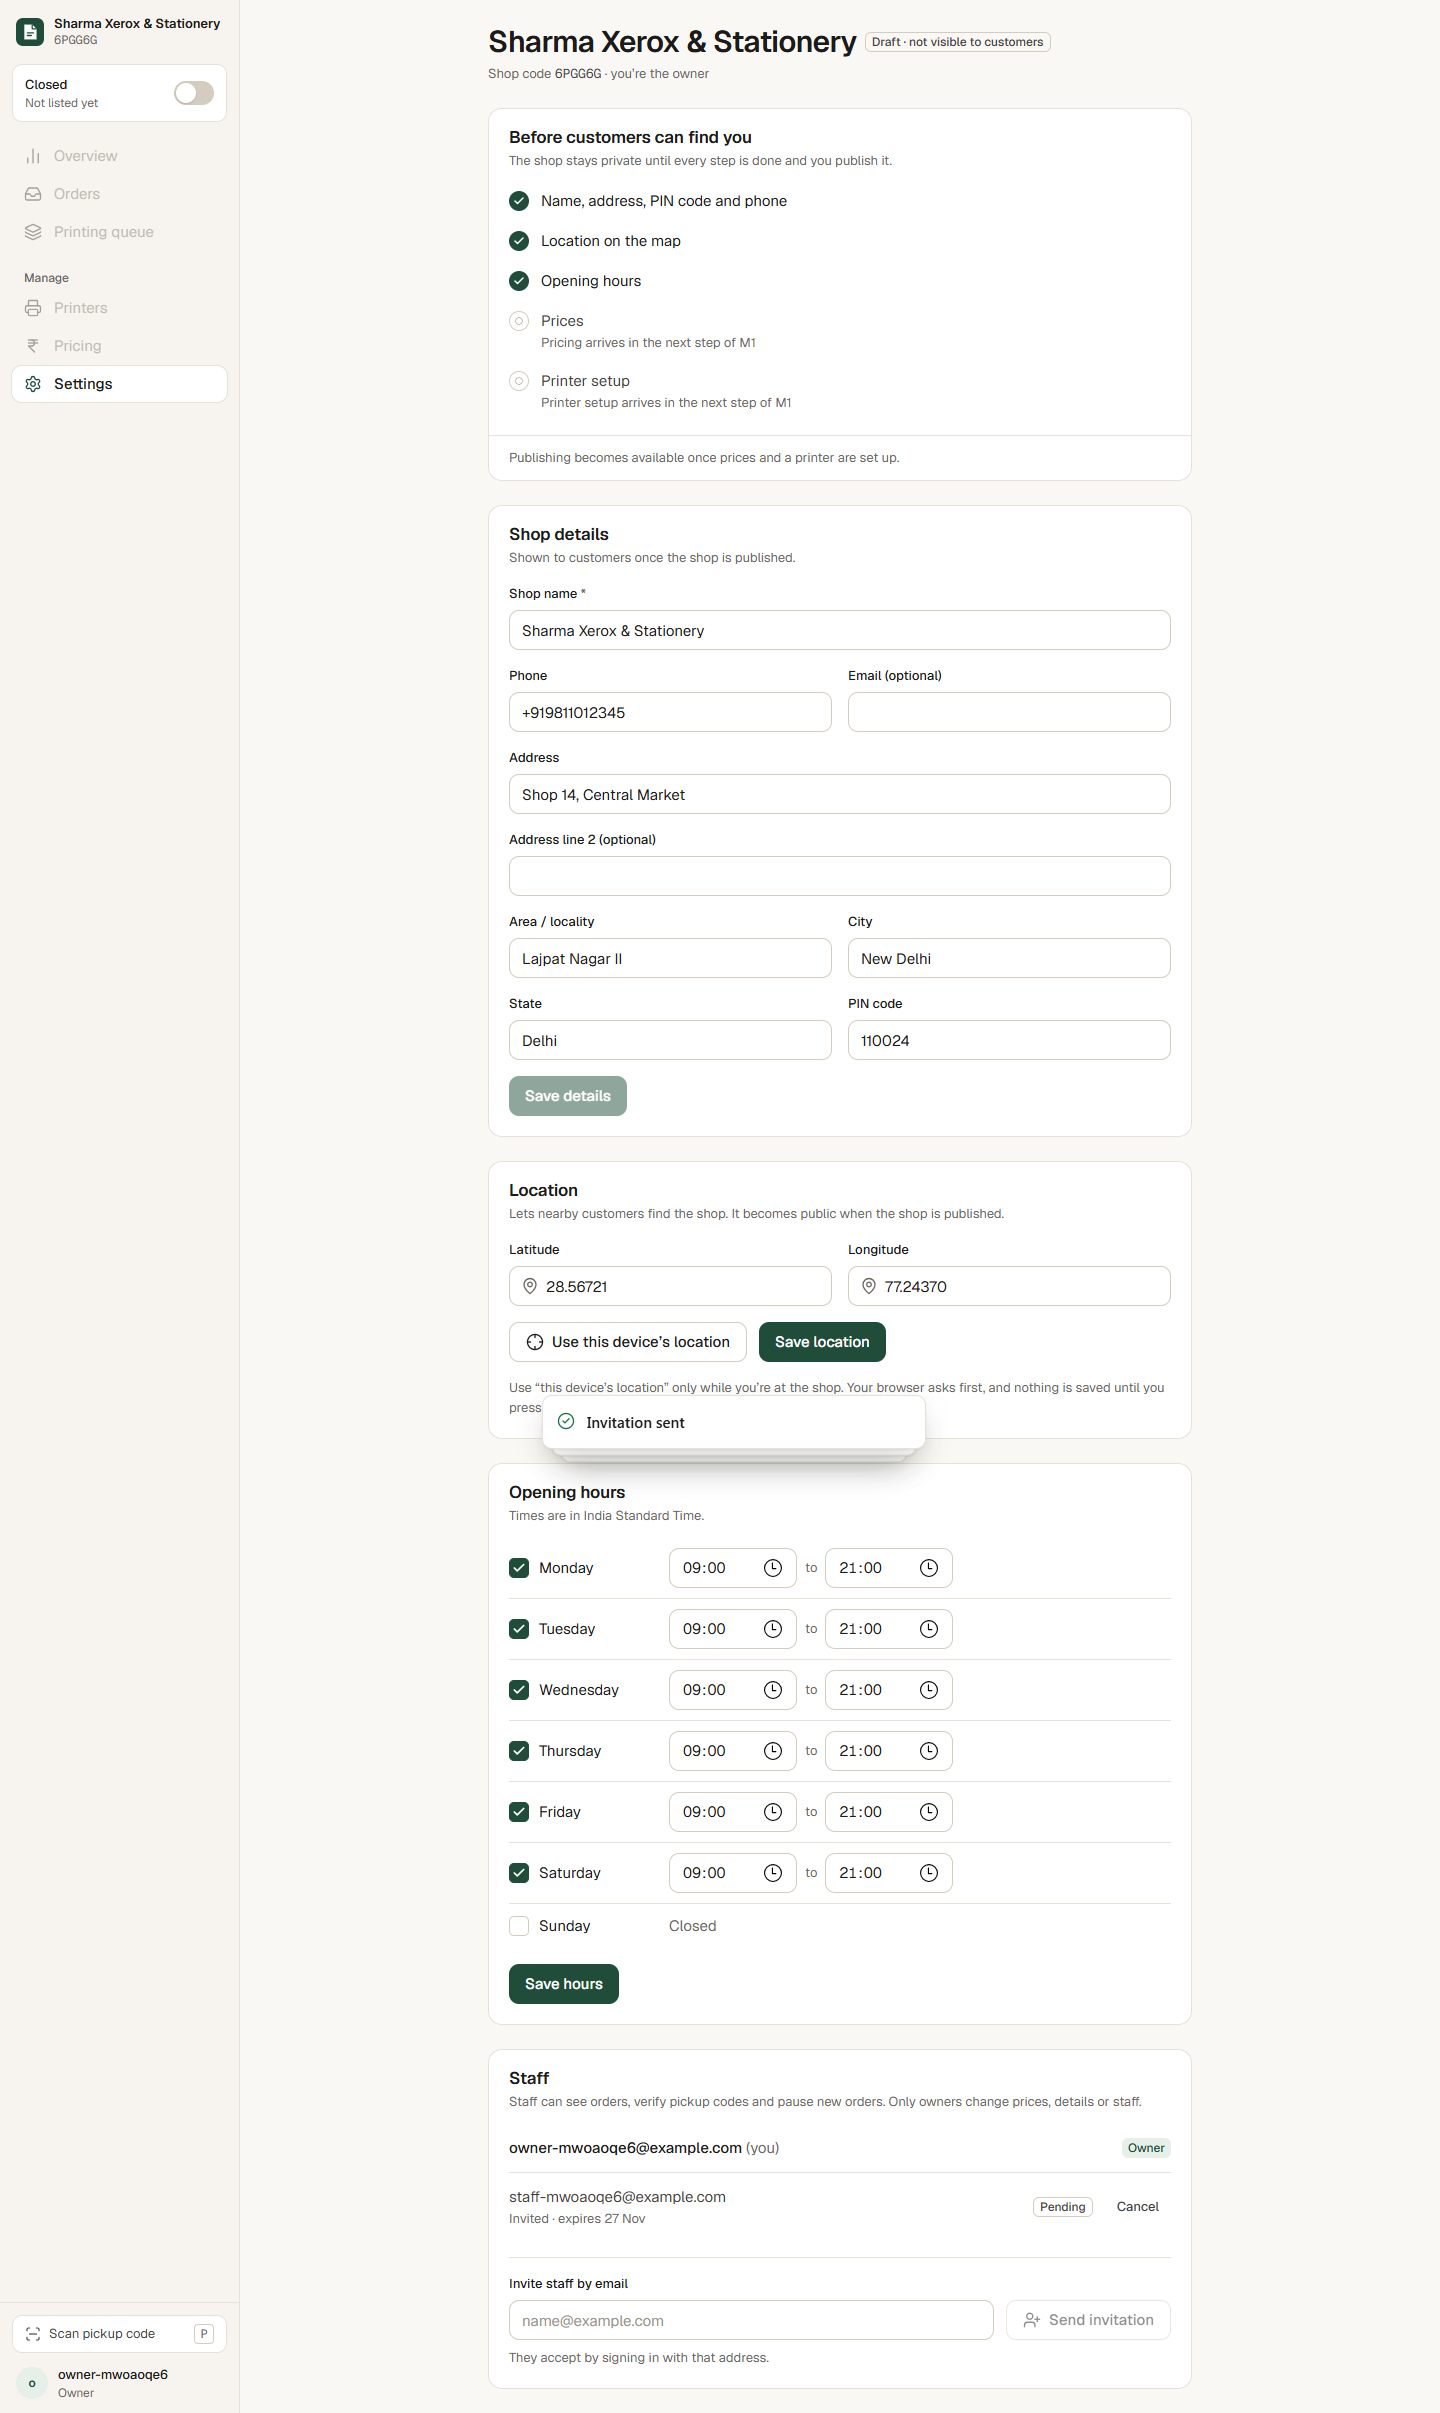 Sharma Xerox & Stationery
6PGG6G
Closed
Not listed yet
Overview
Orders
Printing queue
Manage
Printers
Pricing
Settings
Scan pickup code
P
o
owner-mwoaoqe6
Owner
Sharma Xerox & Stationery
Draft · not visible to customers
Shop code 6PGG6G · you're the owner
Before customers can find you
The shop stays private until every step is done and you publish it.
Name, address, PIN code and phone
Location on the map
Opening hours
Prices
Pricing arrives in the next step of M1
Printer setup
Printer setup arrives in the next step of M1
Publishing becomes available once prices and a printer are set up.
Shop details
Shown to customers once the shop is published.
Shop name *
Sharma Xerox & Stationery
Phone
Email (optional)
+919811012345
Address
Shop 14, Central Market
Address line 2 (optional)
Area / locality
City
Lajpat Nagar II
New Delhi
State
PIN code
Delhi
110024
Save details
Location
Lets nearby customers find the shop. It becomes public when the shop is published.
Latitude
Longitude
28.56721
77.24370
Use this device's location
Save location
Use “this device's location” only while you're at the shop. Your browser asks first, and nothing is saved until you
press
Invitation sent
Opening hours
Times are in India Standard Time.
Monday 09:00 to 21:00
Tuesday 09:00 to 21:00
Wednesday 09:00 to 21:00
Thursday 09:00 to 21:00
Friday 09:00 to 21:00
Saturday 09:00 to 21:00
Sunday Closed
Save hours
Staff
Staff can see orders, verify pickup codes and pause new orders. Only owners change prices, details or staff.
owner-mwoaoqe6@example.com (you)
Owner
staff-mwoaoqe6@example.com
Invited · expires 27 Nov
Pending
Cancel
Invite staff by email
name@example.com
Send invitation
They accept by signing in with that address.